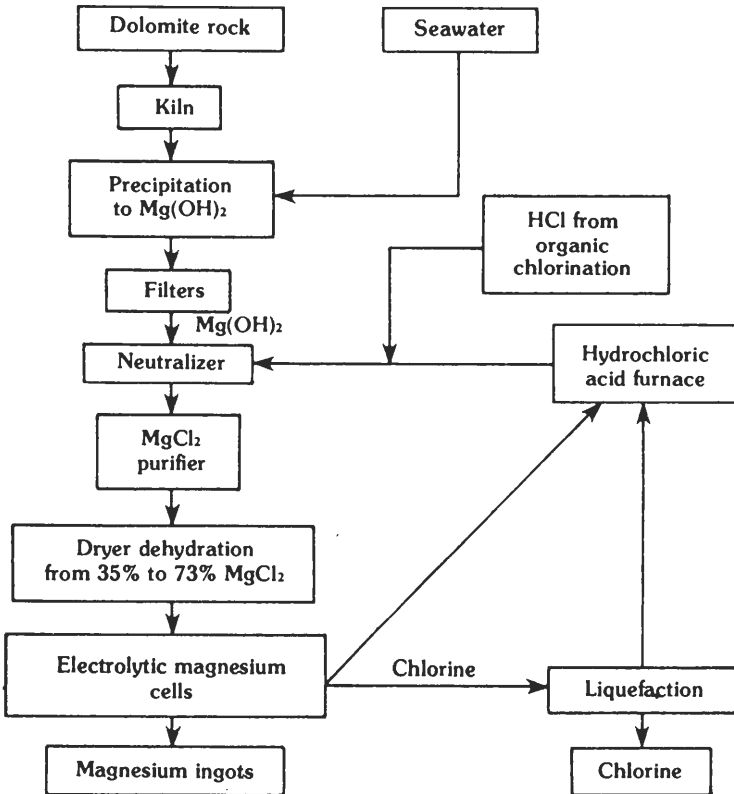 Dolomite rock
Seawater
Kiln
Precipitation
to Mg(OH)₂
HCl from
organic
chlorination
Filters
Mg(OH)₂
Neutralizer
Hydrochloric
acid furnace
MgCl₂
purifier
Dryer dehydration
from 35% to 73% MgCl₂
Electrolytic magnesium
cells
Chlorine
Liquefaction
Magnesium ingots
Chlorine